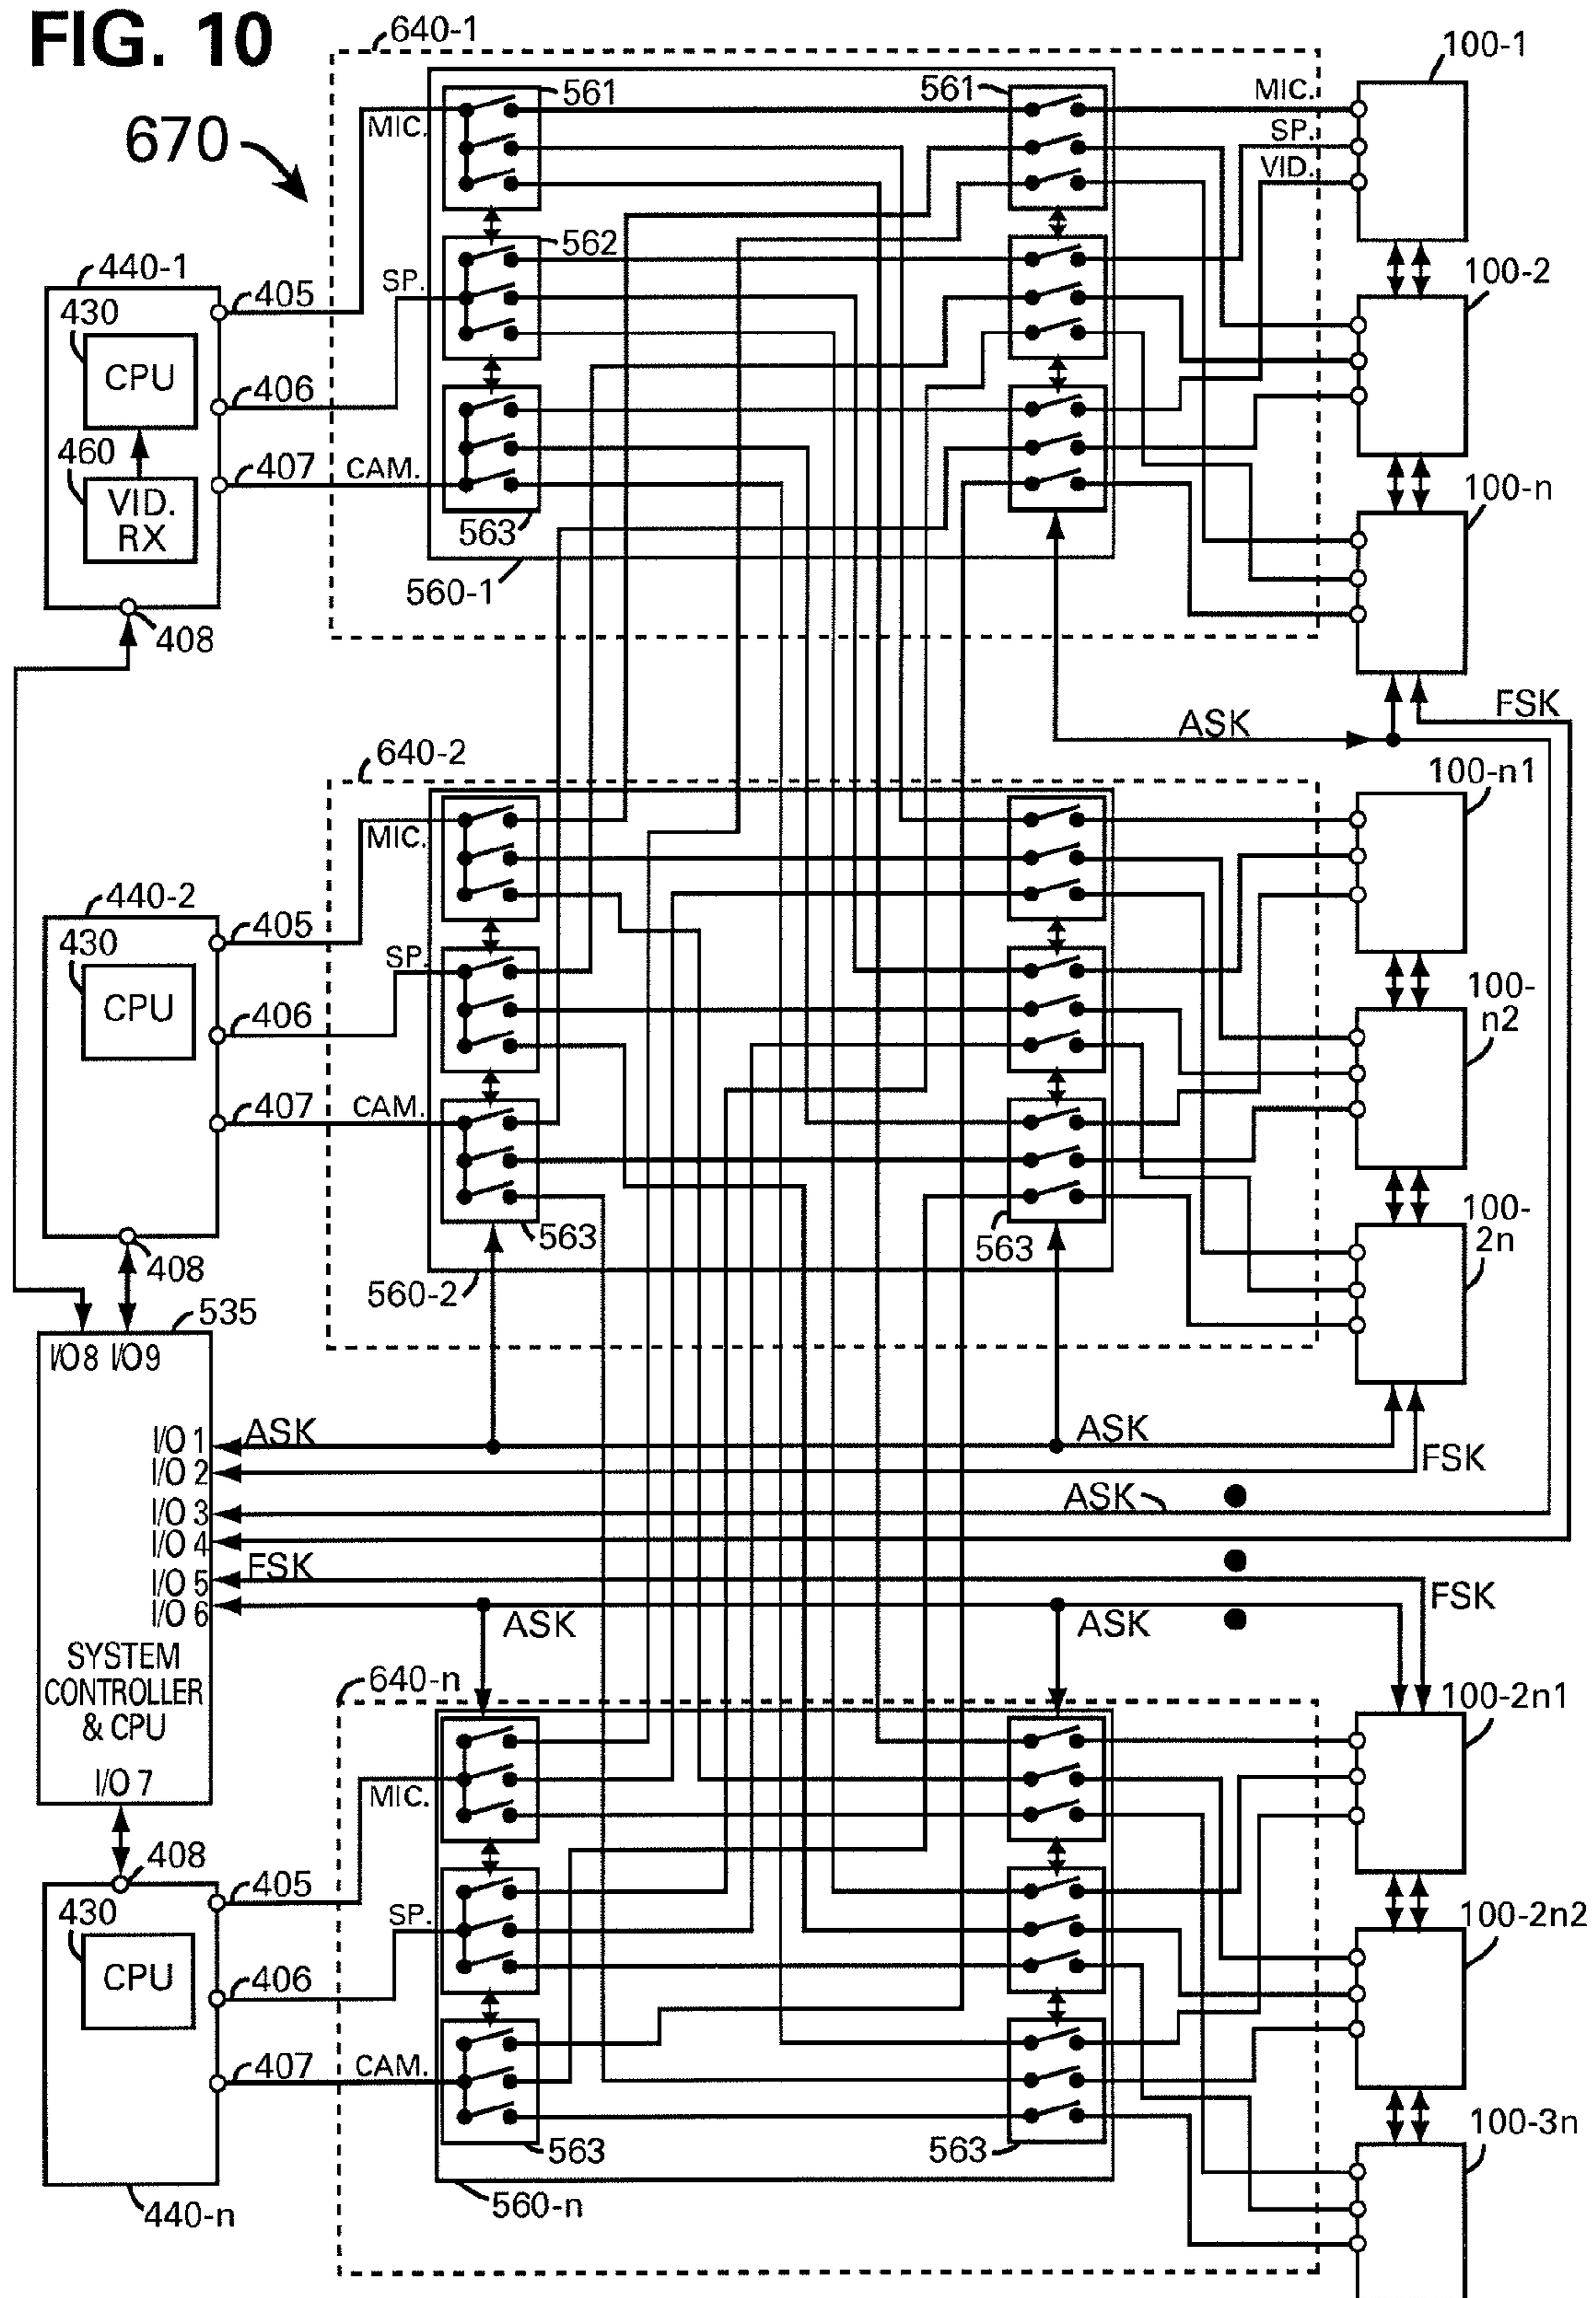 FIG. 10
670
640-1
561
561
MIC.
MIC.
SP.
VID.
100-1
562
SP.
440-1
430
CPU
405
406
460
VID.
RX
407
CAM.
563
560-1
408
100-2
100-n
ASK
FSK
640-2
MIC.
100-n1
440-2
430
CPU
405
SP.
406
407
CAM.
100-
n2
563
563
100-
2n
560-2
408
535
I/O8 I/O9
I/O 1
ASK
ASK
I/O 2
FSK
I/O 3
ASK
I/O 4
I/O 5
FSK
FSK
I/O 6
ASK
ASK
SYSTEM
CONTROLLER
& CPU
I/O 7
640-n
100-2n1
MIC.
408
405
430
CPU
SP.
406
100-2n2
407
CAM.
563
563
100-3n
560-n
440-n